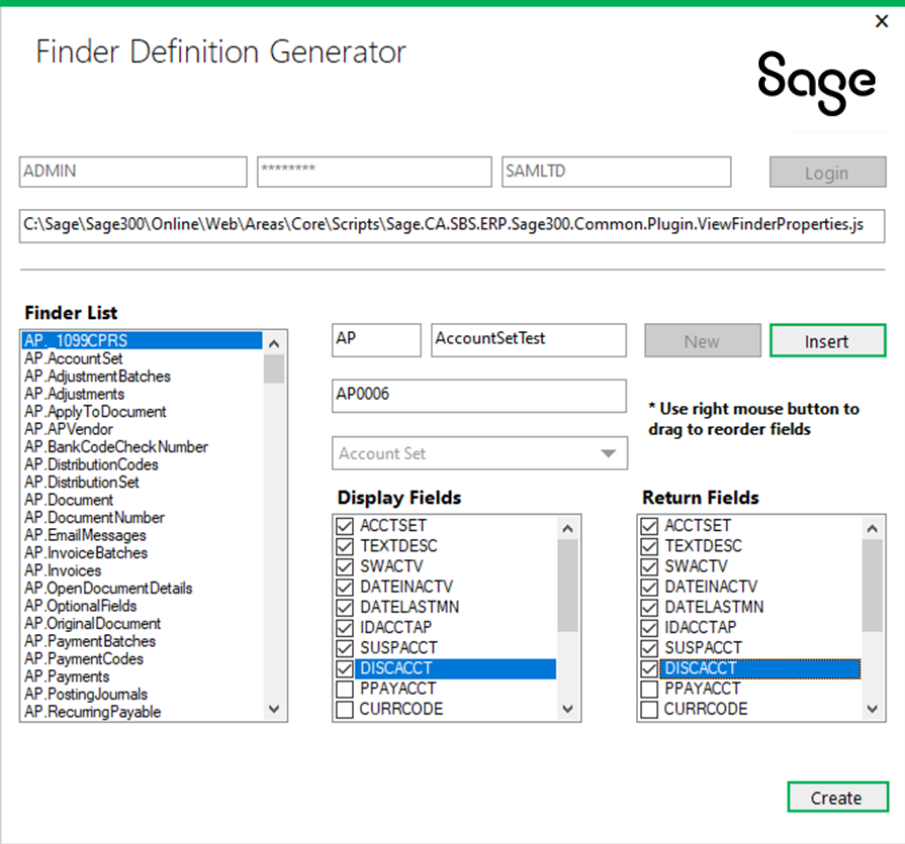 ×
Finder Definition Generator
Sage
ADMIN
********
SAMLTD
Login
C:\Sage\Sage300\Online\Web\Areas\Core\Scripts\Sage.CA.SBS.ERP.Sage300.Common.Plugin.ViewFinderProperties.js
Finder List
AP._1099CPRS
AP.AccountSet
AP.AdjustmentBatches
AP.Adjustments
AP.ApplyToDocument
AP.APVendor
AP.BankCodeCheckNumber
AP.DistributionCodes
AP.DistributionSet
AP.Document
AP.DocumentNumber
AP.EmailMessages
AP.InvoiceBatches
AP.Invoices
AP.OpenDocumentDetails
AP.OptionalFields
AP.OriginalDocument
AP.PaymentBatches
AP.PaymentCodes
AP.Payments
AP.PostingJournals
AP.RecurringPayable
AP
AccountSetTest
New
Insert
AP0006
* Use right mouse button to
drag to reorder fields
Account Set
Display Fields
ACCTSET
TEXTDESC
SWACTV
DATEINACTV
DATELASTMN
IDACCTAP
SUSPACCT
DISCACCT
PPAYACCT
CURRCODE
Return Fields
ACCTSET
TEXTDESC
SWACTV
DATEINACTV
DATELASTMN
IDACCTAP
SUSPACCT
DISCACCT
PPAYACCT
CURRCODE
Create